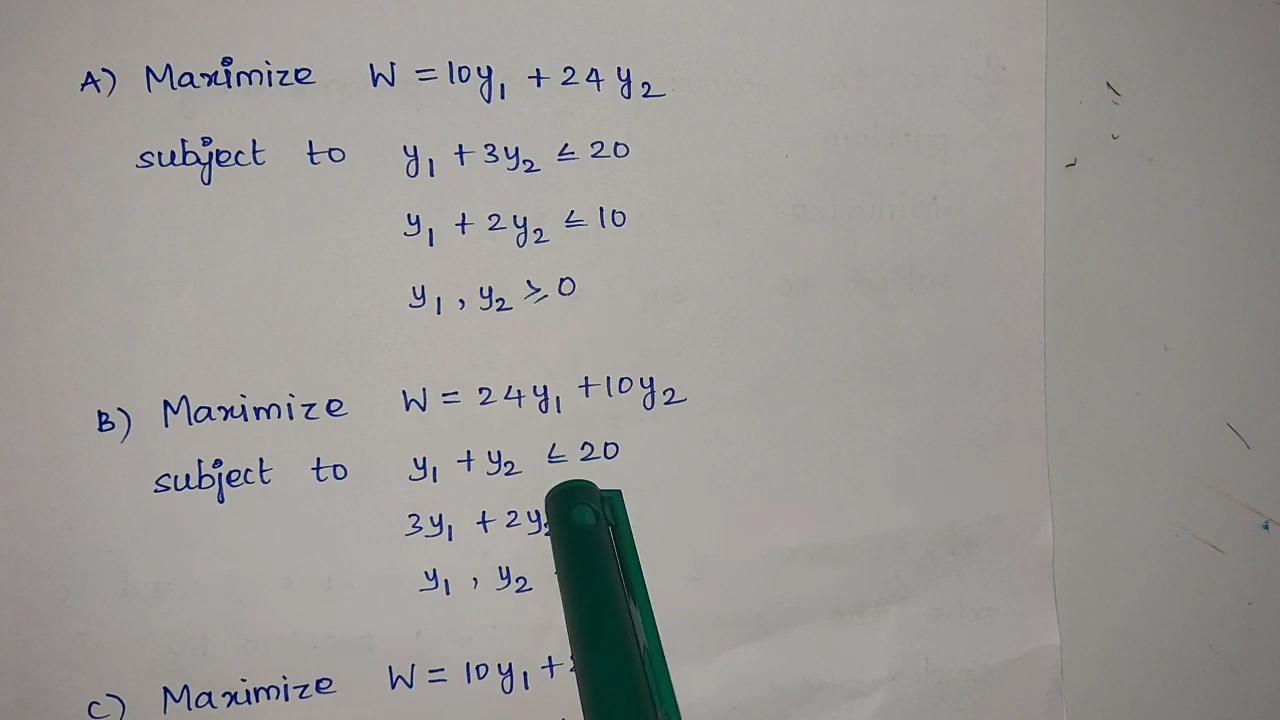 A) Maximize W = 10y₁ + 24y₂
subject to y₁ + 3y₂ ≤ 20
y₁ + 2y₂ ≤ 10
y₁, y₂ ≥ 0
B) Maximize W = 24y₁ + 10y₂
subject to y₁ + y₂ ≤ 20
3y₁ + 2y₂
y₁, y₂
C) Maximize W = 10y₁ +